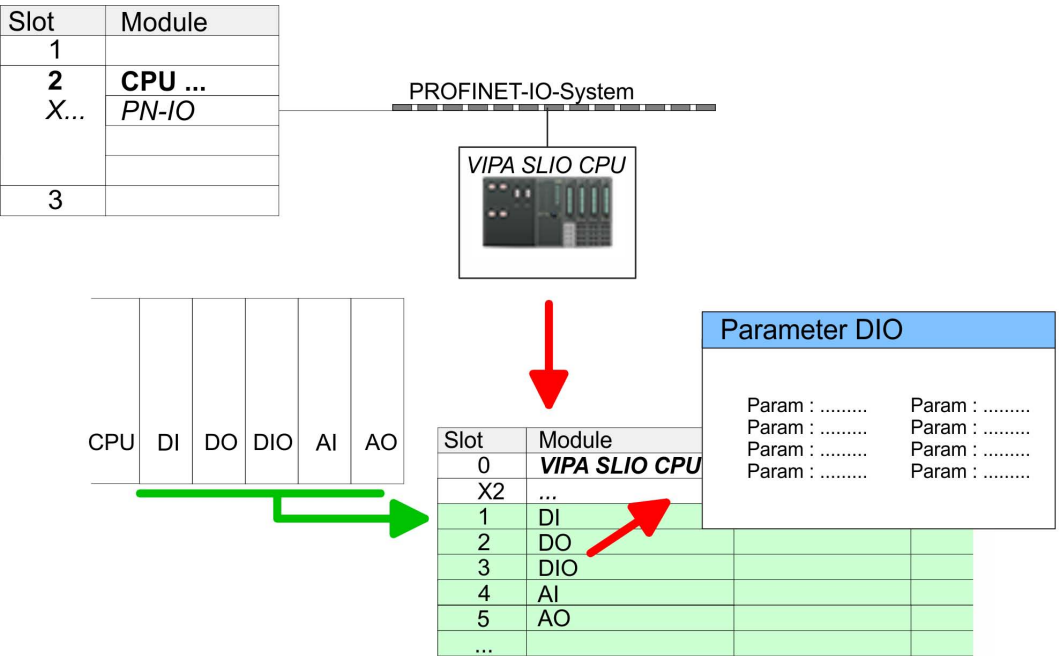 Slot Module
1
2 CPU ...
X... PN-IO
3
PROFINET-IO-System
VIPA SLIO CPU
CPU DI DO DIO AI AO
Parameter DIO
Param : ......... Param : .........
Param : ......... Param : .........
Param : ......... Param : .........
Param : ......... Param : .........
Slot Module
0 VIPA SLIO CPU
X2 ...
1 DI
2 DO
3 DIO
4 AI
5 AO
...